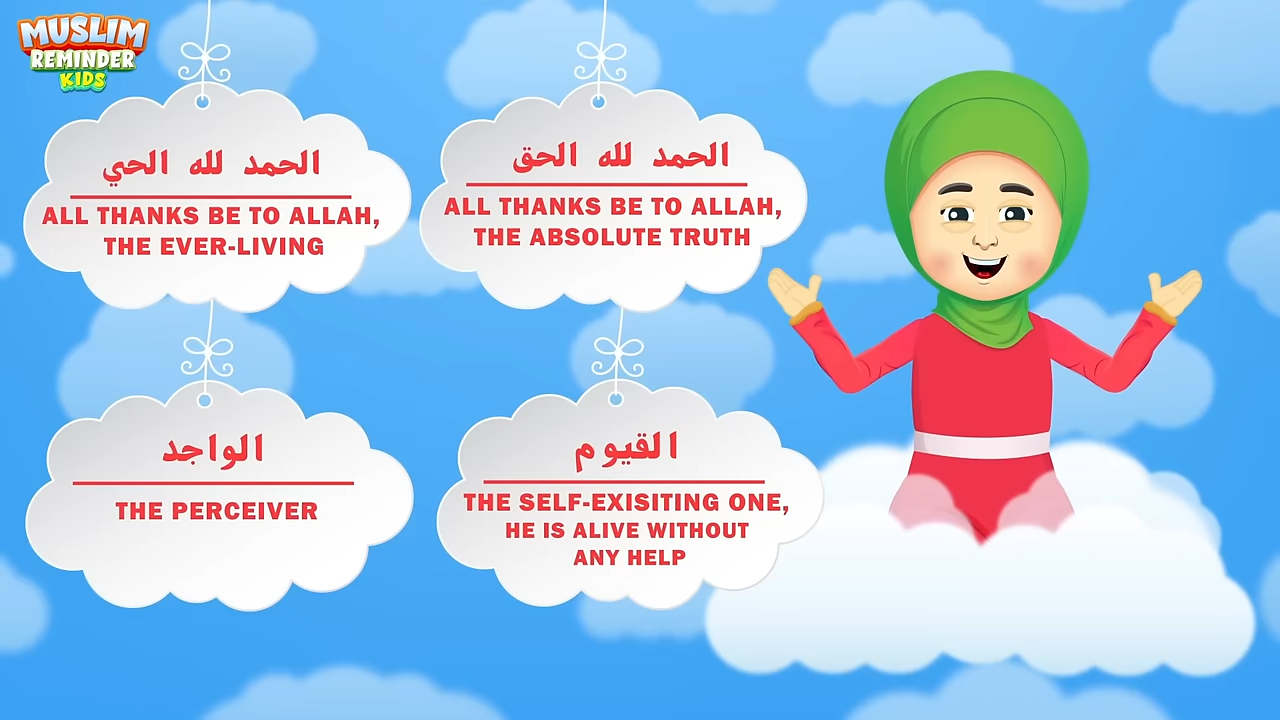 MUSLIM
REMINDER
KIDS
الحمد لله الحي
ALL THANKS BE TO ALLAH,
THE EVER-LIVING
الحمد لله الحق
ALL THANKS BE TO ALLAH,
THE ABSOLUTE TRUTH
الواجد
THE PERCEIVER
القيوم
THE SELF-EXISITING ONE,
HE IS ALIVE WITHOUT
ANY HELP